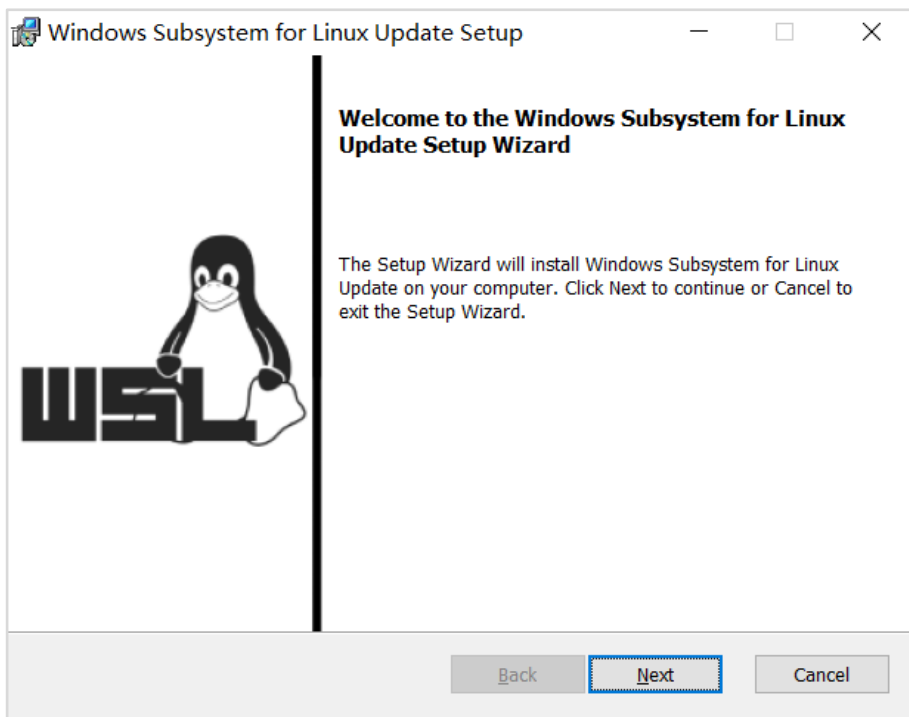 Windows Subsystem for Linux Update Setup
Welcome to the Windows Subsystem for Linux
Update Setup Wizard
The Setup Wizard will install Windows Subsystem for Linux
Update on your computer. Click Next to continue or Cancel to
exit the Setup Wizard.
WSL
Back
Next
Cancel